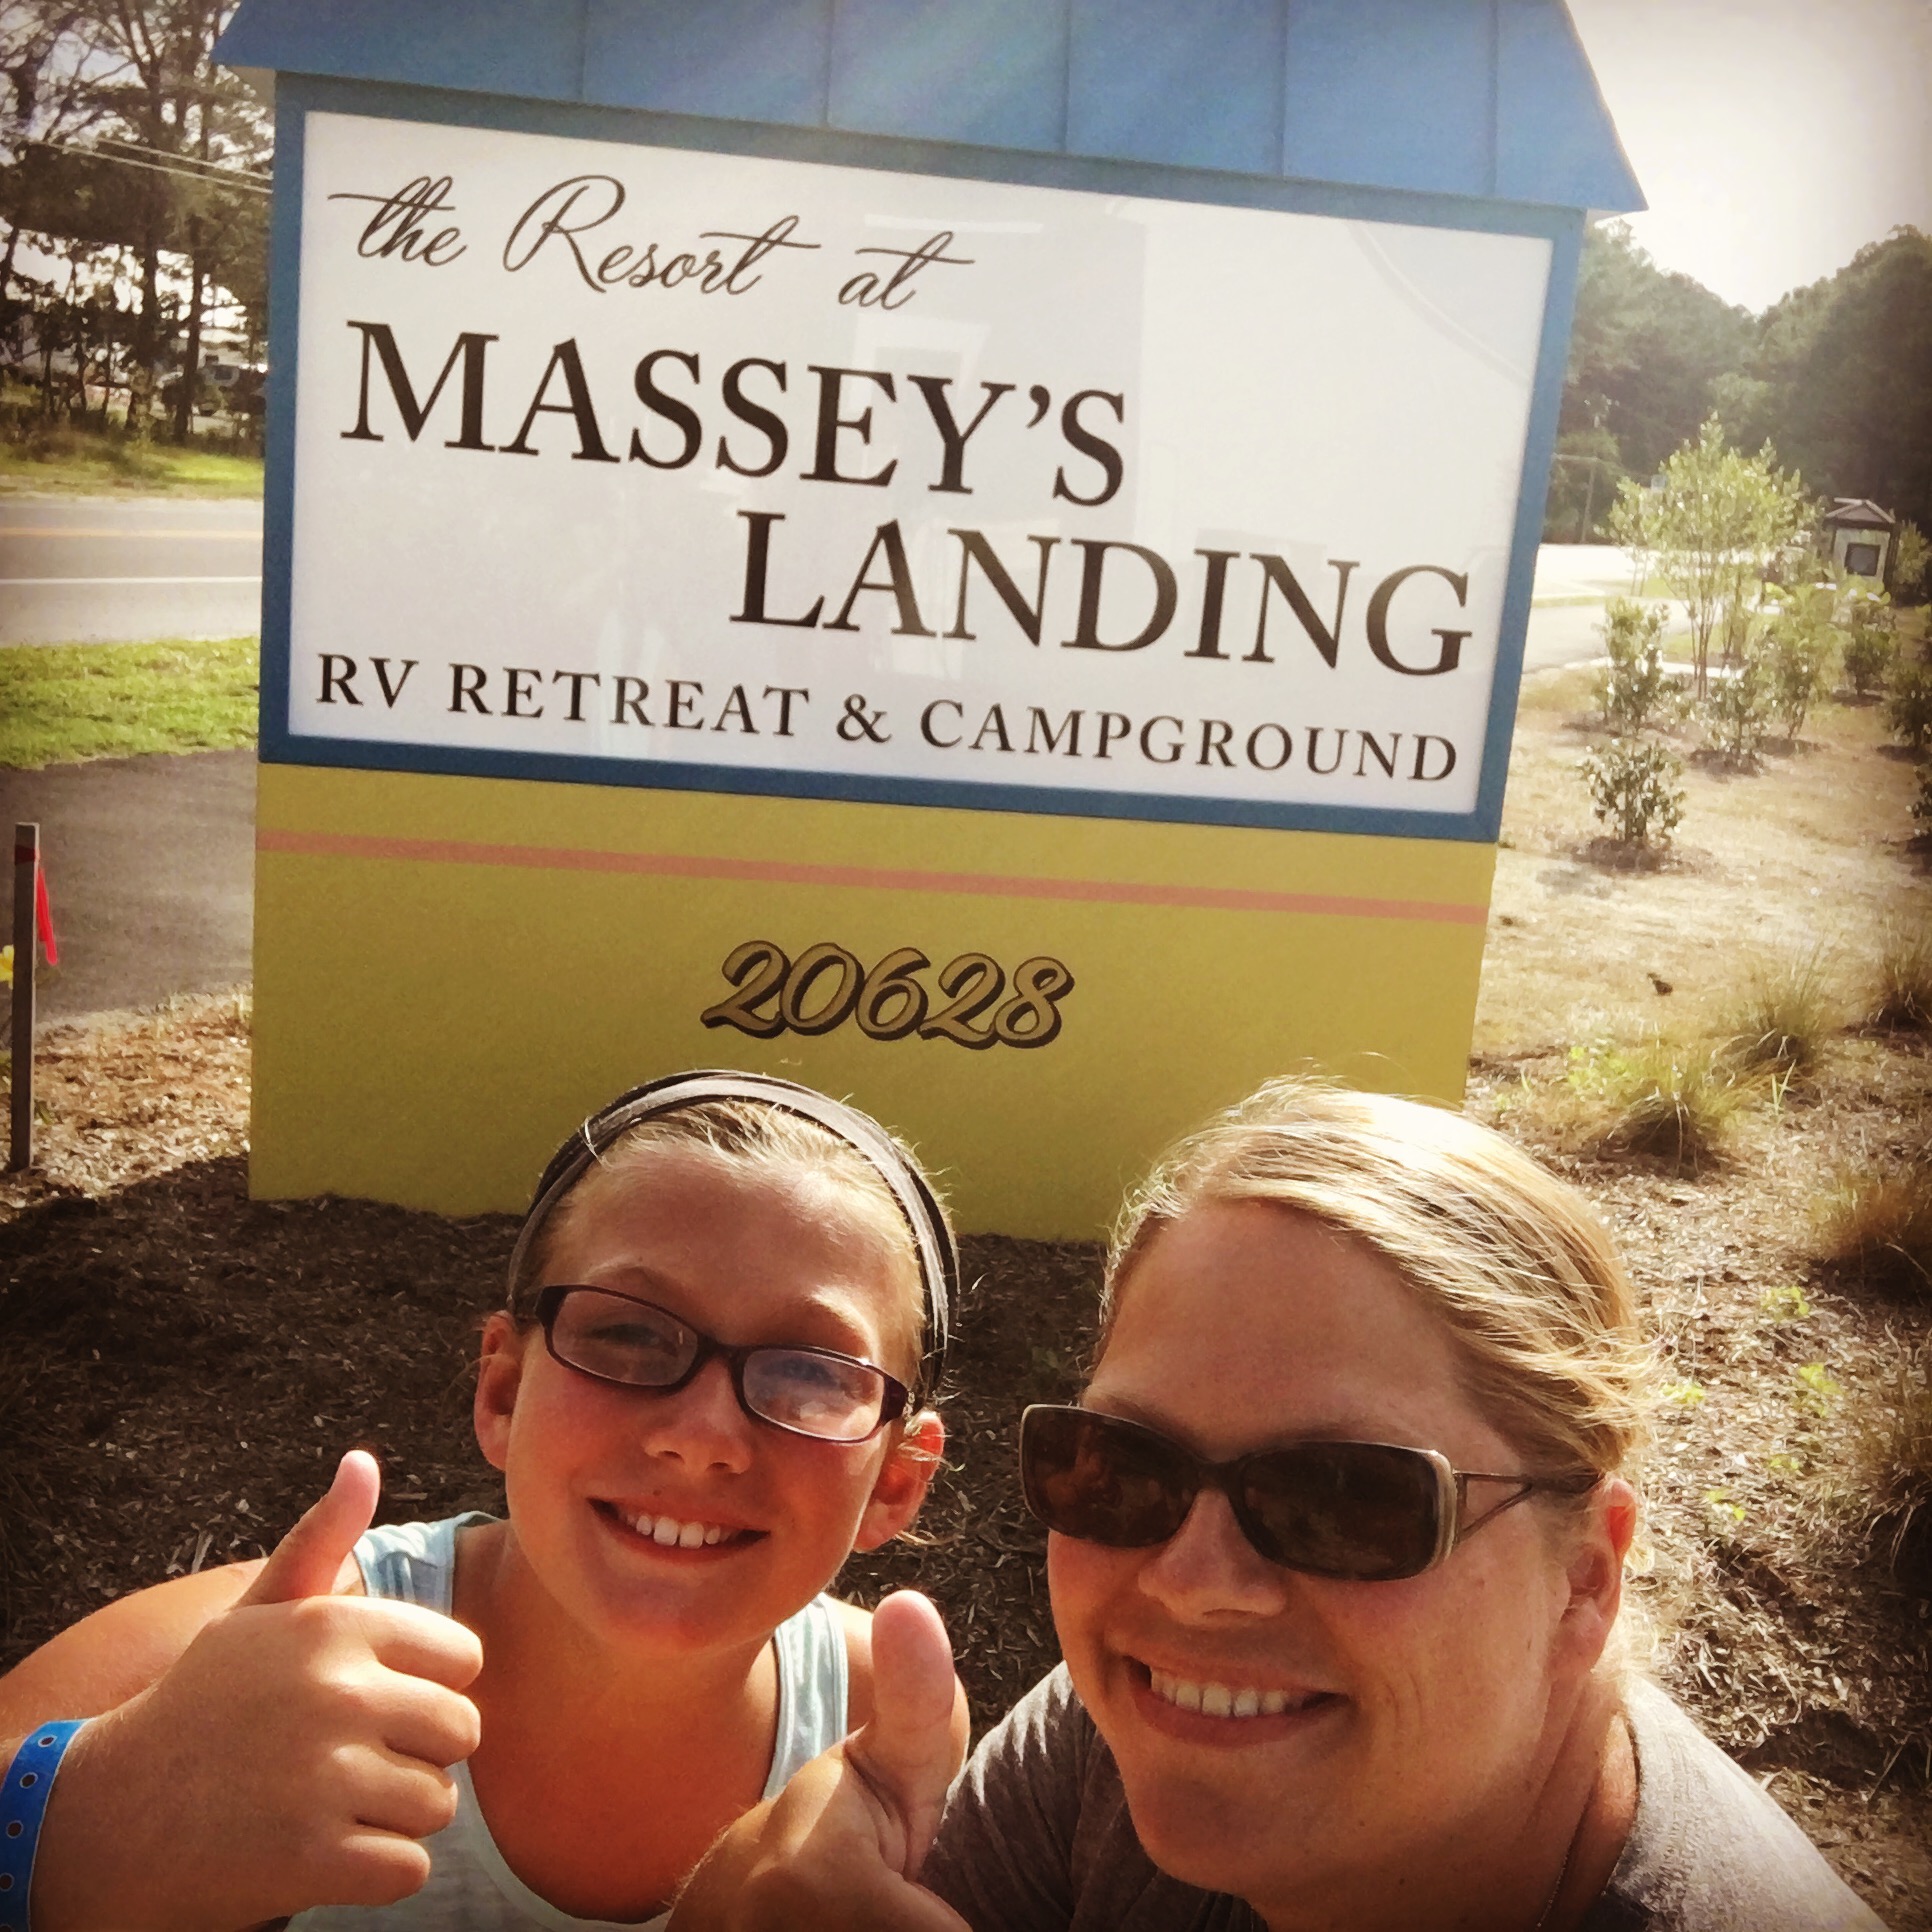 the Resort at
MASSEY'S
LANDING
RV RETREAT & CAMPGROUND
20628